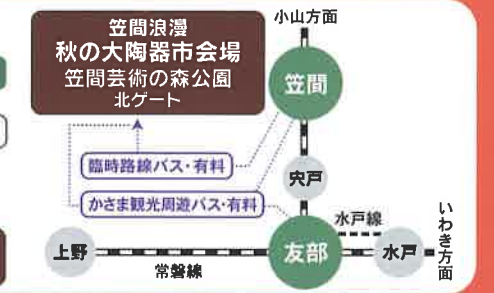 小山方面
笠間浪漫
秋の大陶器市会場
笠間芸術の森公園
北ゲート
笠間
臨時路線バス・有料
宍戸
かさま観光周遊バス・有料
水戸線
いわき方面
上野
常磐線
友部
水戸